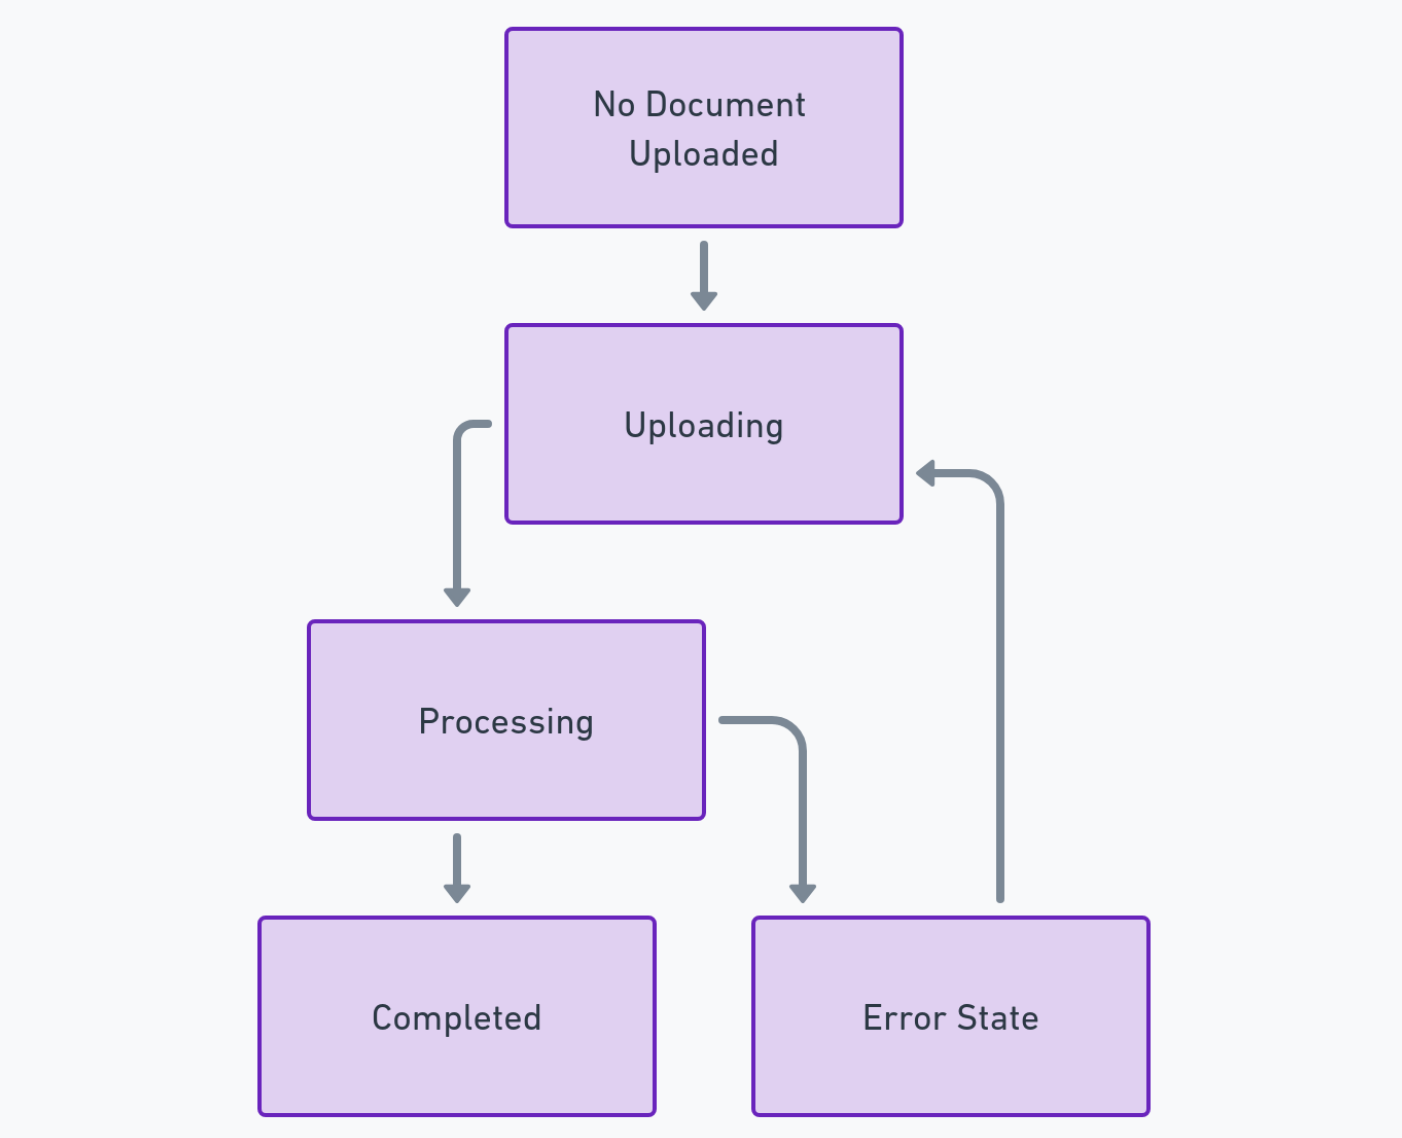 No Document
Uploaded
Uploading
Processing
Completed
Error State